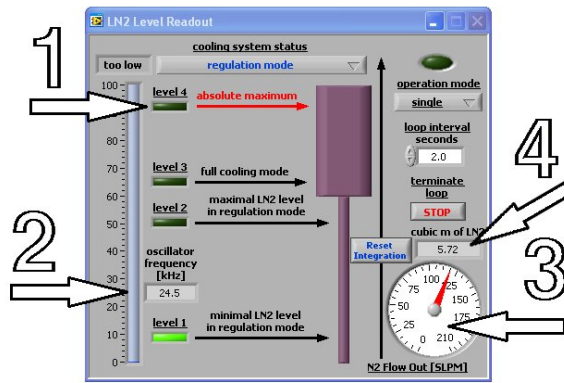 LN2 Level Readout
1
2
3
4
cooling system status
too low
regulation mode
100
90
80
70
60
50
40
30
20
10
0
level 4
absolute maximum
level 3
full cooling mode
level 2
maximal LN2 level
in regulation mode
oscillator
frequency
[kHz]
24.5
level 1
minimal LN2 level
in regulation mode
operation mode
single
loop interval
seconds
2.0
terminate
loop
STOP
cubic m of LN2
Reset
Integration
5.72
0
25
50
75
100
125
150
175
210
N2 Flow Out [SLPM]